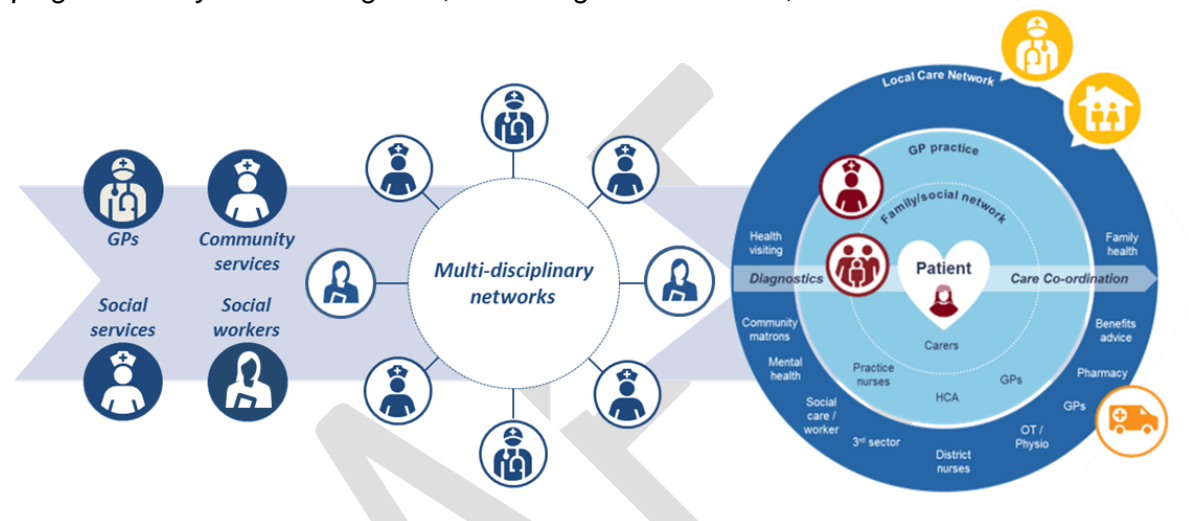 GPs
Community
services
Social
services
Social
workers
Multi-disciplinary
networks
Local Care Network
GP practice
Family/social network
Patient
Diagnostics
Care Co-ordination
Health
visiting
Family
health
Community
matrons
Benefits
advice
Carers
Mental
health
Practice
nurses
GPs
Pharmacy
HCA
Social
care /
worker
GPs
3rd sector
OT /
Physio
District
nurses